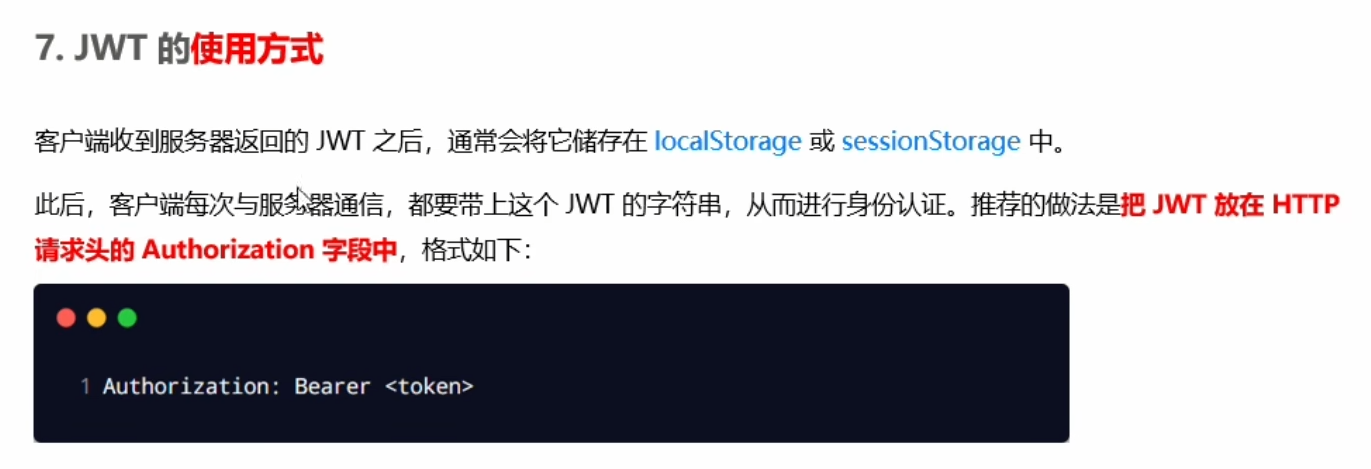 7. JWT 的使用方式
客户端收到服务器返回的 JWT 之后，通常会将它储存在 localStorage 或 sessionStorage 中。
此后，客户端每次与服务器通信，都要带上这个 JWT 的字符串，从而进行身份认证。推荐的做法是把 JWT 放在 HTTP
请求头的 Authorization 字段中，格式如下：
1 Authorization: Bearer <token>